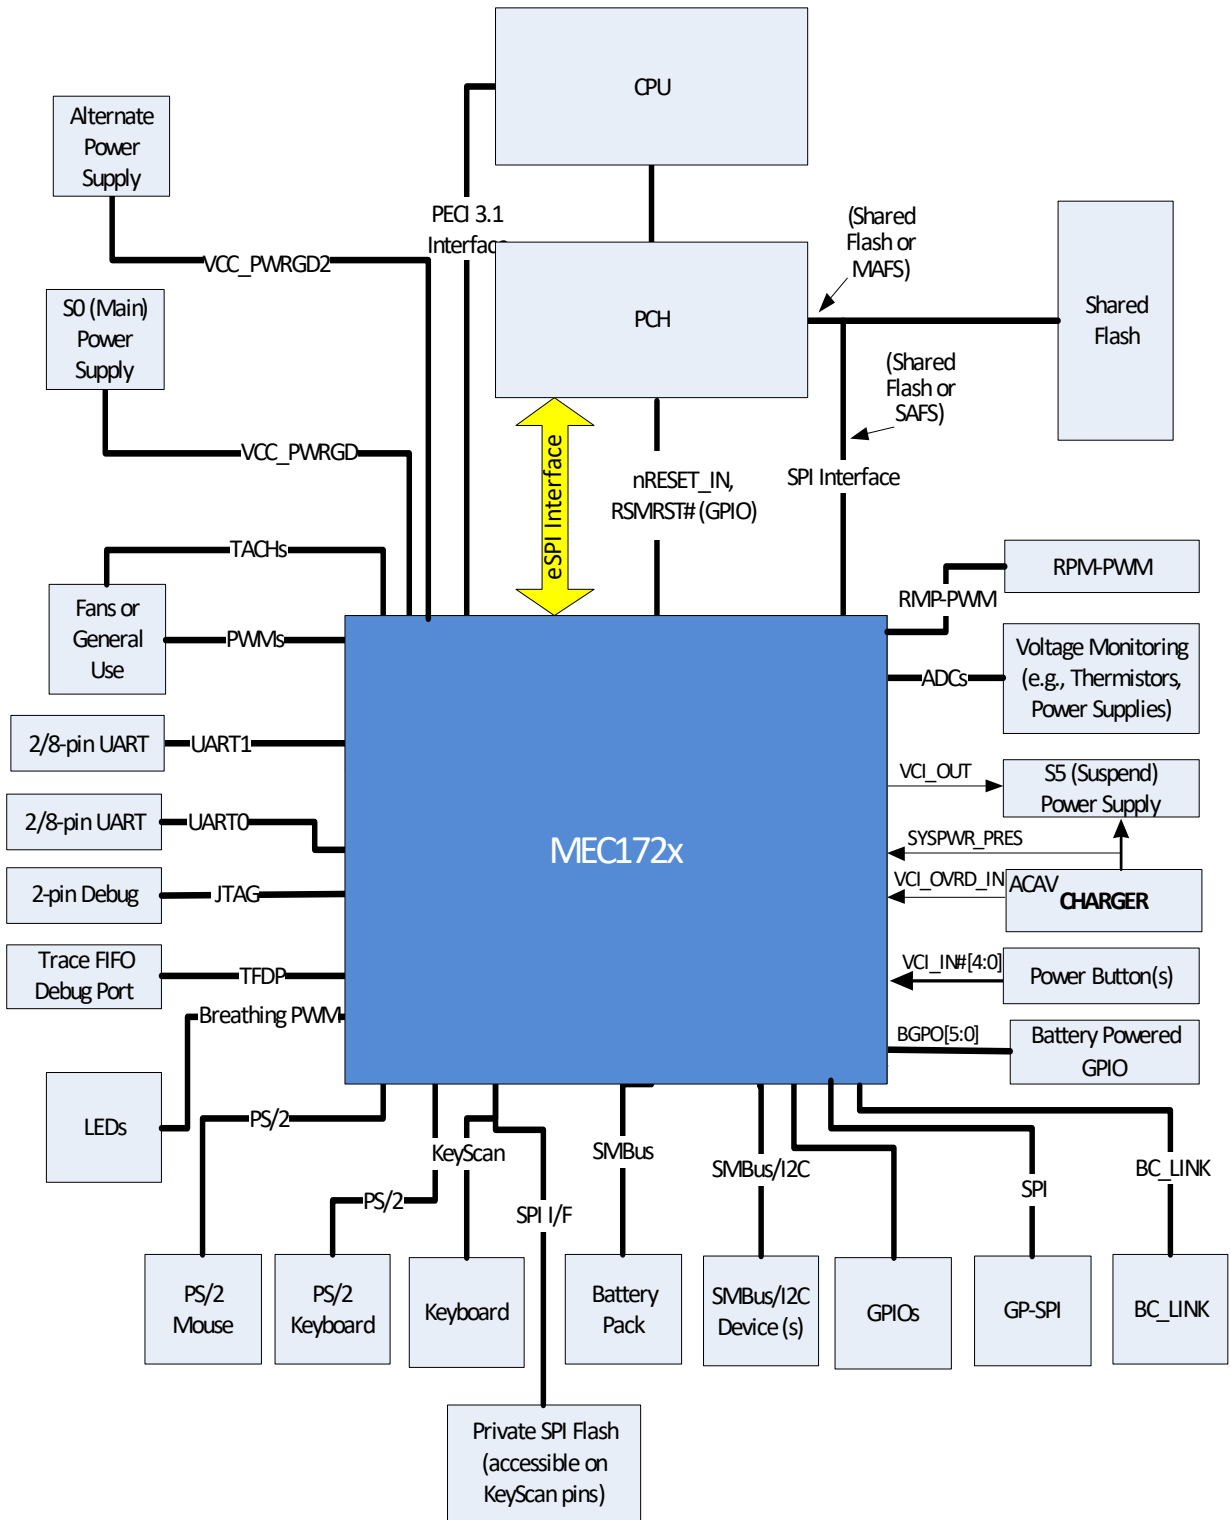 CPU
Alternate
Power
Supply
PECI 3.1
Interface
(Shared
Flash or
MAFS)
VCC_PWRGD2
S0 (Main)
Power
Supply
PCH
Shared
Flash
(Shared
Flash or
SAFS)
VCC_PWRGD
eSPI Interface
nRESET_IN,
RSMRST# (GPIO)
SPI Interface
TACHs
RPM-PWM
RMP-PWM
Fans or
General
Use
PWMs
Voltage Monitoring
(e.g., Thermistors,
Power Supplies)
ADCs
2/8-pin UART
UART1
VCI_OUT
S5 (Suspend)
Power Supply
2/8-pin UART
UART0
MEC172x
SYSPWR_PRES
2-pin Debug
JTAG
VCI_OVRD_IN
ACAV
CHARGER
Trace FIFO
Debug Port
TFDP
VCI_IN#[4:0]
Power Button(s)
Breathing PWM
BGPO[5:0]
Battery Powered
GPIO
LEDs
PS/2
KeyScan
SMBus
SMBus/I2C
BC_LINK
PS/2
SPI I/F
SPI
PS/2
Mouse
PS/2
Keyboard
Keyboard
Battery
Pack
SMBus/I2C
Device (s)
GPIOs
GP-SPI
BC_LINK
Private SPI Flash
(accessible on
KeyScan pins)